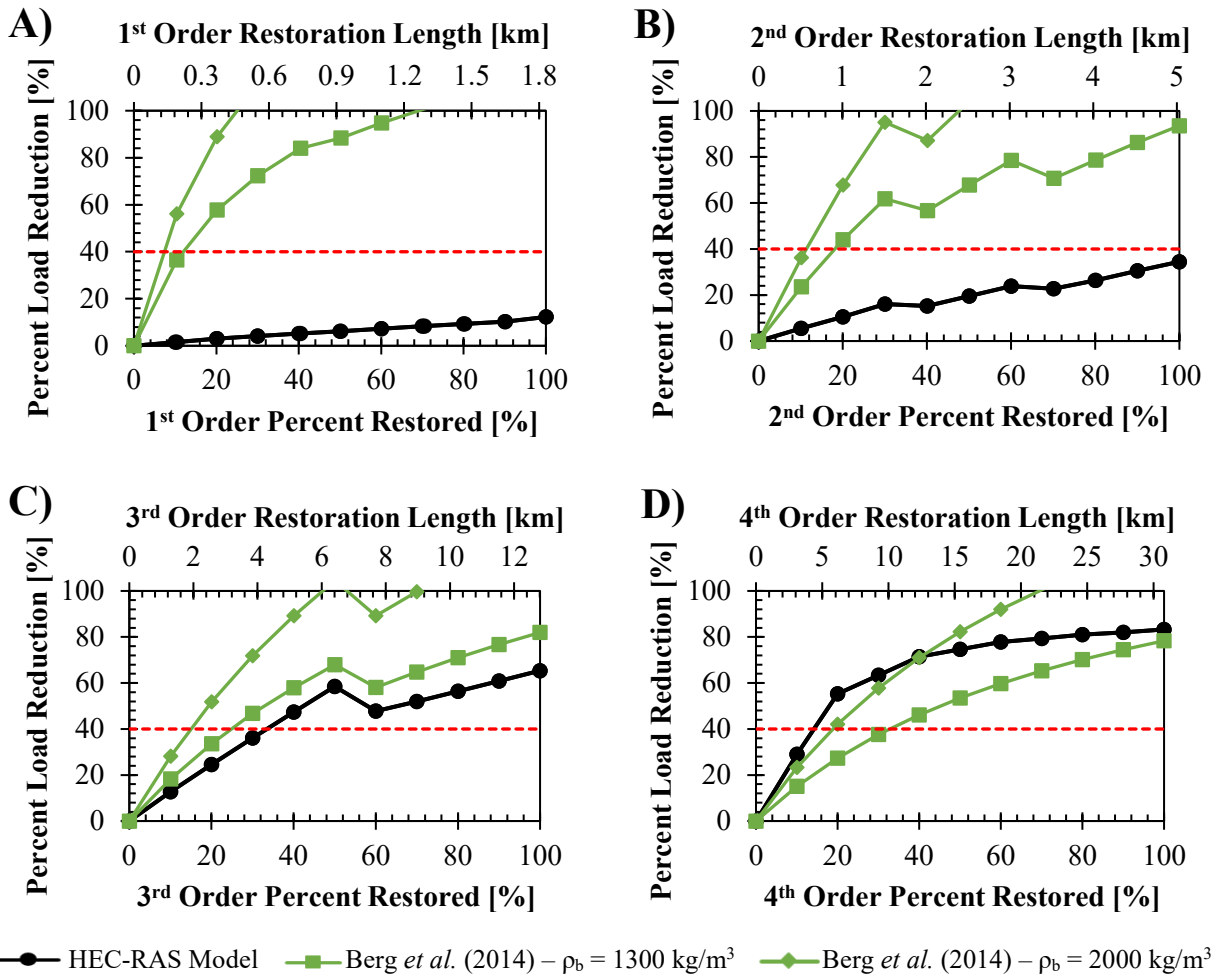 A)
1st Order Restoration Length [km]
0 0.3 0.6 0.9 1.2 1.5 1.8
Percent Load Reduction [%]
100
80
60
40
20
0
0 20 40 60 80 100
1st Order Percent Restored [%]
B)
2nd Order Restoration Length [km]
0 1 2 3 4 5
Percent Load Reduction [%]
100
80
60
40
20
0
0 20 40 60 80 100
2nd Order Percent Restored [%]
C)
3rd Order Restoration Length [km]
0 2 4 6 8 10 12
Percent Load Reduction [%]
100
80
60
40
20
0
0 20 40 60 80 100
3rd Order Percent Restored [%]
D)
4th Order Restoration Length [km]
0 5 10 15 20 25 30
Percent Load Reduction [%]
100
80
60
40
20
0
0 20 40 60 80 100
4th Order Percent Restored [%]
HEC-RAS Model Berg et al. (2014) – ρb = 1300 kg/m³ Berg et al. (2014) – ρb = 2000 kg/m³